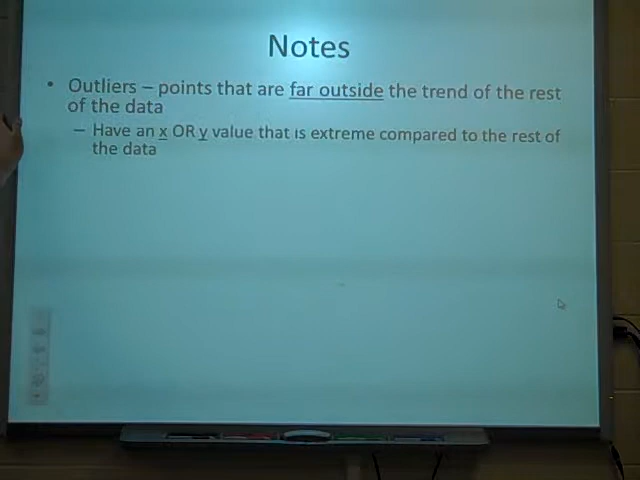 Notes
• Outliers – points that are far outside the trend of the rest
of the data
– Have an x OR y value that is extreme compared to the rest of
the data